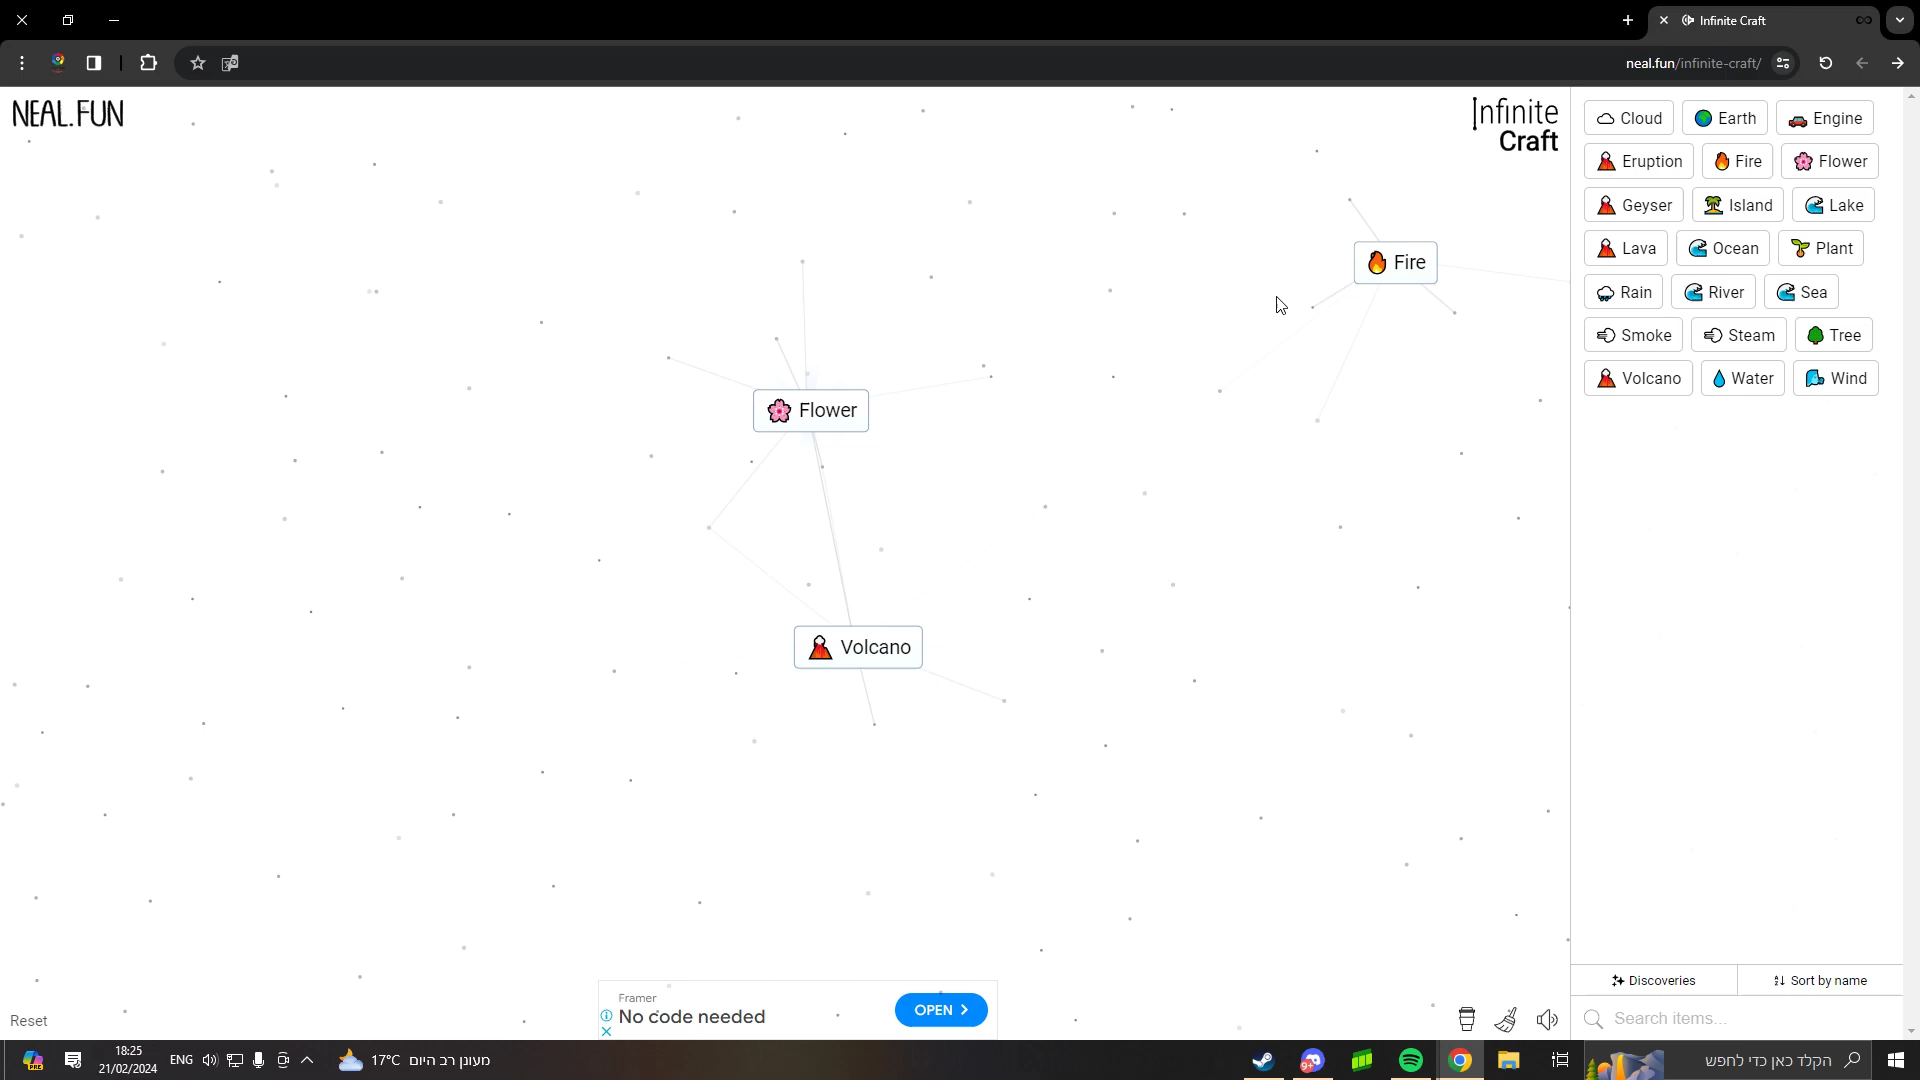 Infinite Craft
neal.fun/infinite-craft/
NEAL.FUN
Infinite
Craft
Fire
Flower
Volcano
Cloud Earth Engine
Eruption Fire Flower
Geyser Island Lake
Lava Ocean Plant
Rain River Sea
Smoke Steam Tree
Volcano Water Wind
Discoveries Sort by name
Search items...
Reset
Framer
No code needed
OPEN
PRE
18:25
21/02/2024
ENG
17°C מעונן רב היום
9+
הקלד כאן כדי לחפש